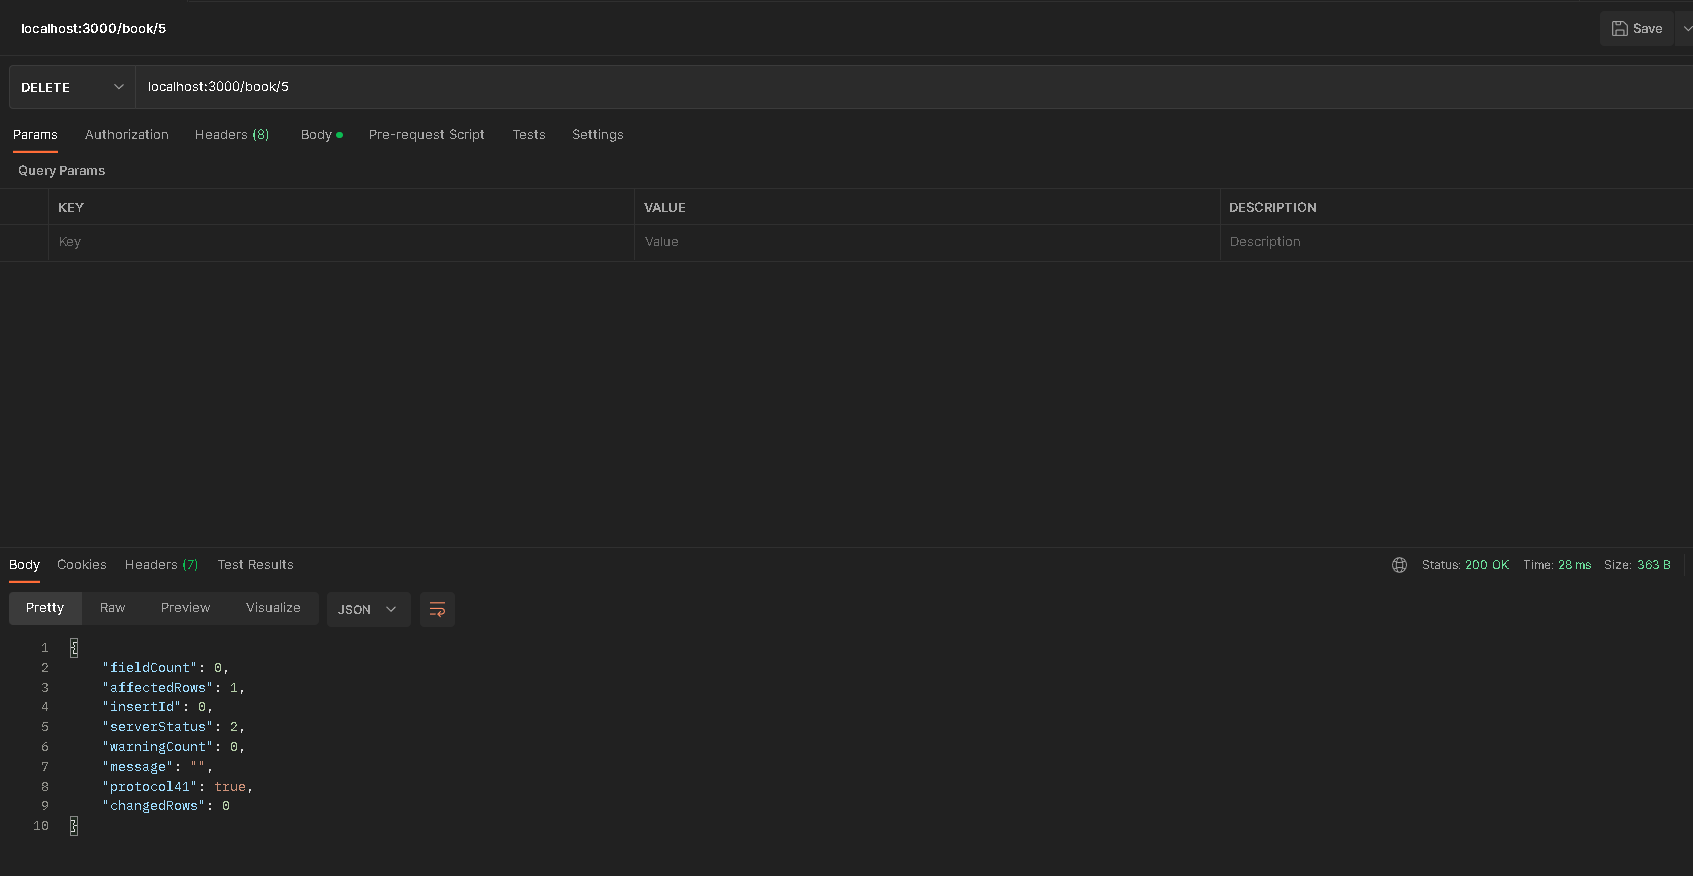 localhost:3000/book/5
Save
DELETE localhost:3000/book/5
Params Authorization Headers (8) Body Pre-request Script Tests Settings
Query Params
KEY VALUE DESCRIPTION
Key Value Description
Body Cookies Headers (7) Test Results Status: 200 OK Time: 28 ms Size: 363 B
Pretty Raw Preview Visualize JSON
1 {
2 "fieldCount": 0,
3 "affectedRows": 1,
4 "insertId": 0,
5 "serverStatus": 2,
6 "warningCount": 0,
7 "message": "",
8 "protocol41": true,
9 "changedRows": 0
10 }